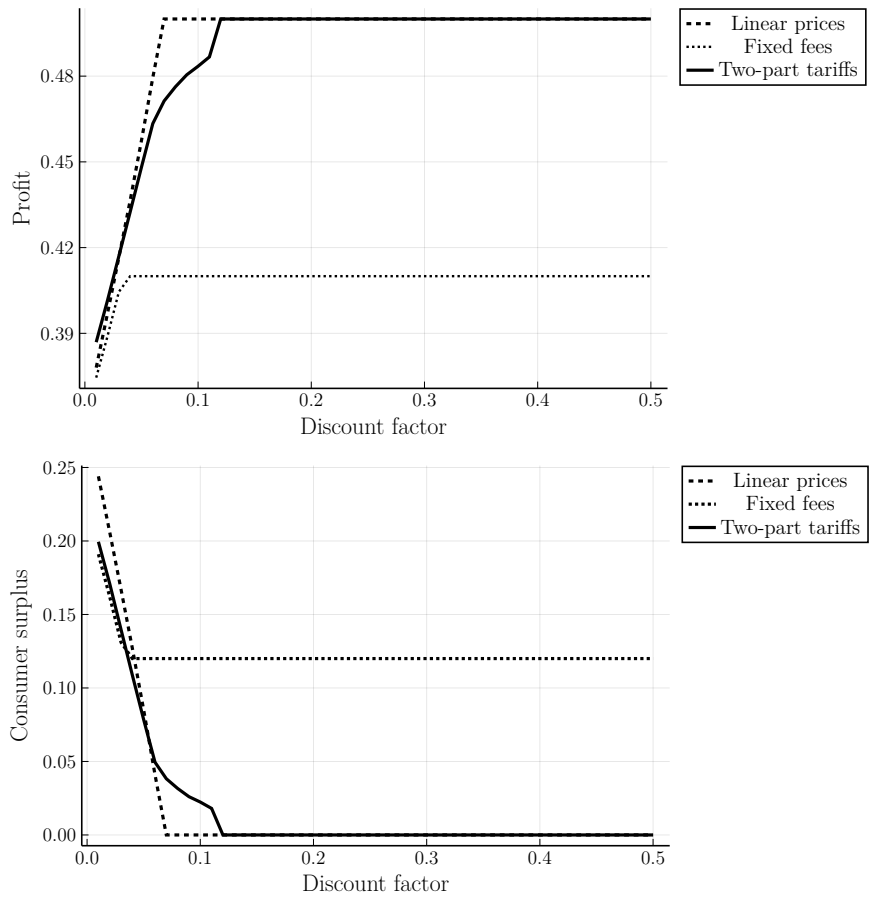 Linear prices
Fixed fees
Two-part tariffs
0.48
0.45
0.42
0.39
Profit
0.0 0.1 0.2 0.3 0.4 0.5
Discount factor
Linear prices
Fixed fees
Two-part tariffs
0.25
0.20
0.15
0.10
0.05
0.00
Consumer surplus
0.0 0.1 0.2 0.3 0.4 0.5
Discount factor